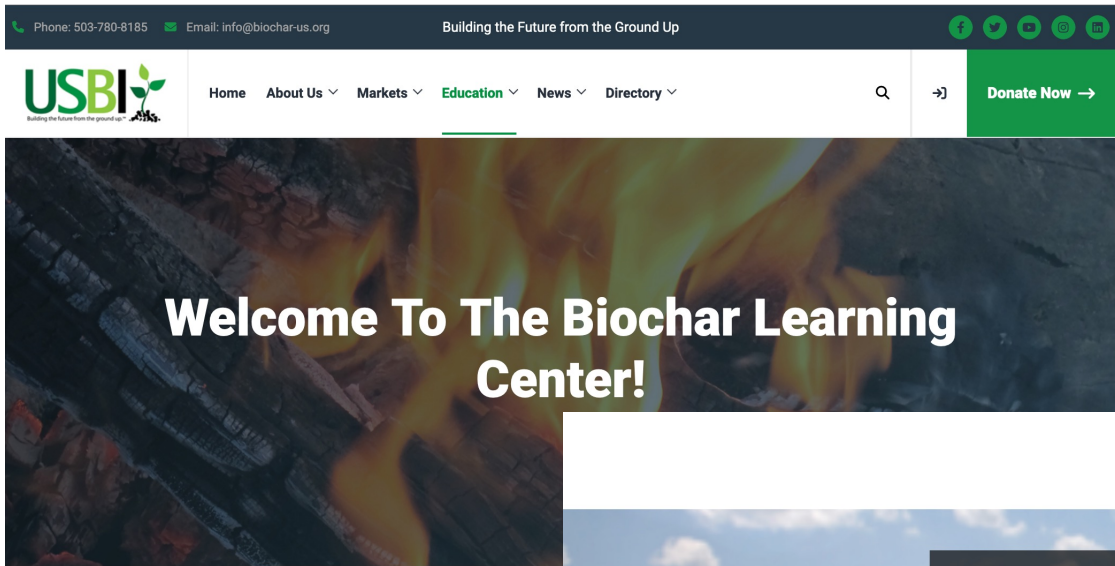 Phone: 503-780-8185 Email: info@biochar-us.org Building the Future from the Ground Up
USBI
Building the future from the ground up.™
Home About Us Markets Education News Directory Donate Now →
Welcome To The Biochar Learning
Center!